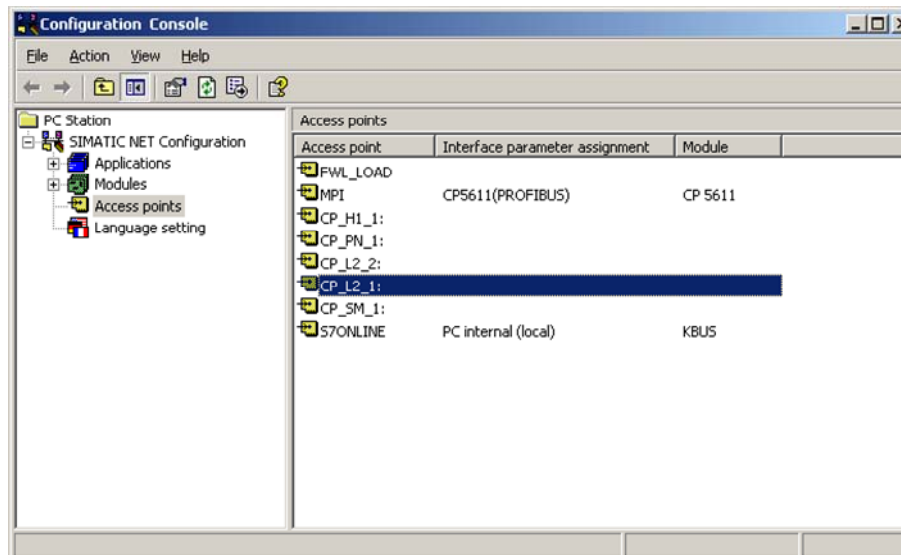 Configuration Console
File Action View Help
PC Station
SIMATIC NET Configuration
Applications
Modules
Access points
Language setting
Access points
Access point Interface parameter assignment Module
FWL_LOAD
MPI CP5611(PROFIBUS) CP 5611
CP_H1_1:
CP_PN_1:
CP_L2_2:
CP_L2_1:
CP_SM_1:
S7ONLINE PC internal (local) KBUS